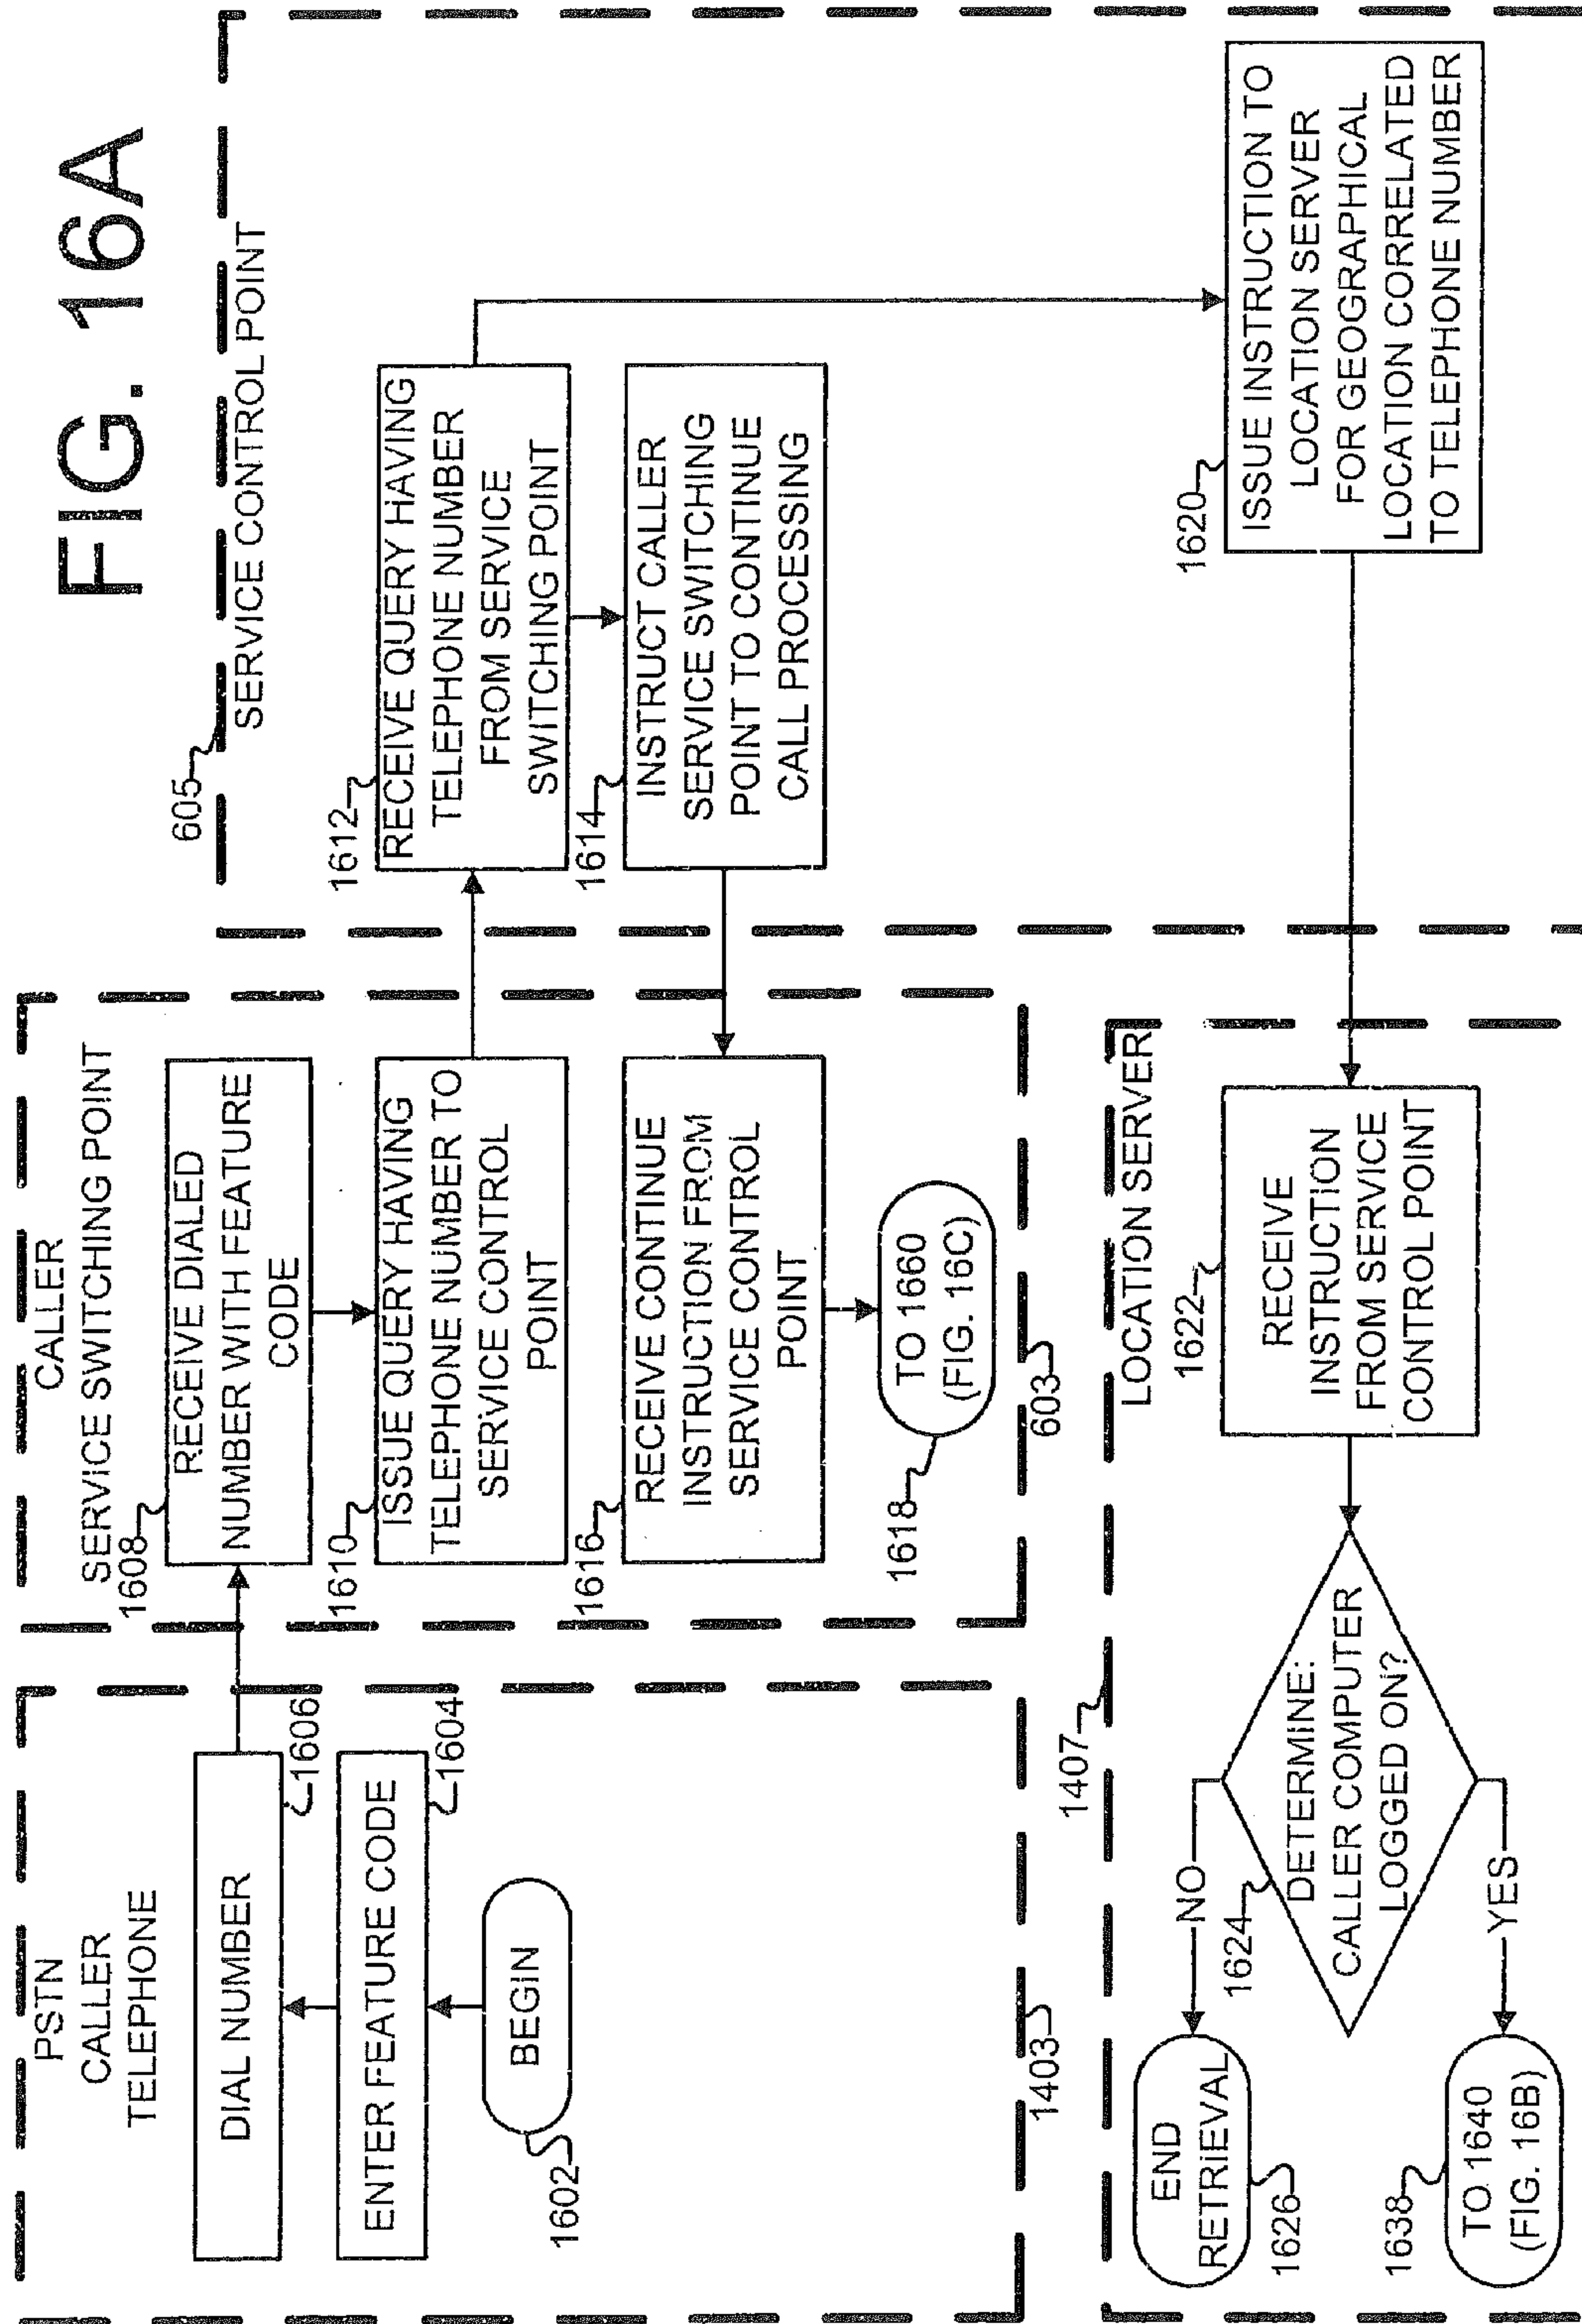 FIG. 16A
PSTN
CALLER
TELEPHONE
DIAL NUMBER
1606
ENTER FEATURE CODE
1604
BEGIN
1602
1403
CALLER
SERVICE SWITCHING POINT
1608
RECEIVE DIALED
NUMBER WITH FEATURE
CODE
1610
ISSUE QUERY HAVING
TELEPHONE NUMBER TO
SERVICE CONTROL
POINT
1616
RECEIVE CONTINUE
INSTRUCTION FROM
SERVICE CONTROL
POINT
1618
TO 1660
(FIG. 16C)
603
605
SERVICE CONTROL POINT
1612
RECEIVE QUERY HAVING
TELEPHONE NUMBER
FROM SERVICE
SWITCHING POINT
1614
INSTRUCT CALLER
SERVICE SWITCHING
POINT TO CONTINUE
CALL PROCESSING
1620
ISSUE INSTRUCTION TO
LOCATION SERVER
FOR GEOGRAPHICAL
LOCATION CORRELATED
TO TELEPHONE NUMBER
1407
LOCATION SERVER
1622
RECEIVE
INSTRUCTION
FROM SERVICE
CONTROL POINT
1624
DETERMINE:
CALLER COMPUTER
LOGGED ON?
NO
END
RETRIEVAL
1626
YES
1638
TO 1640
(FIG. 16B)